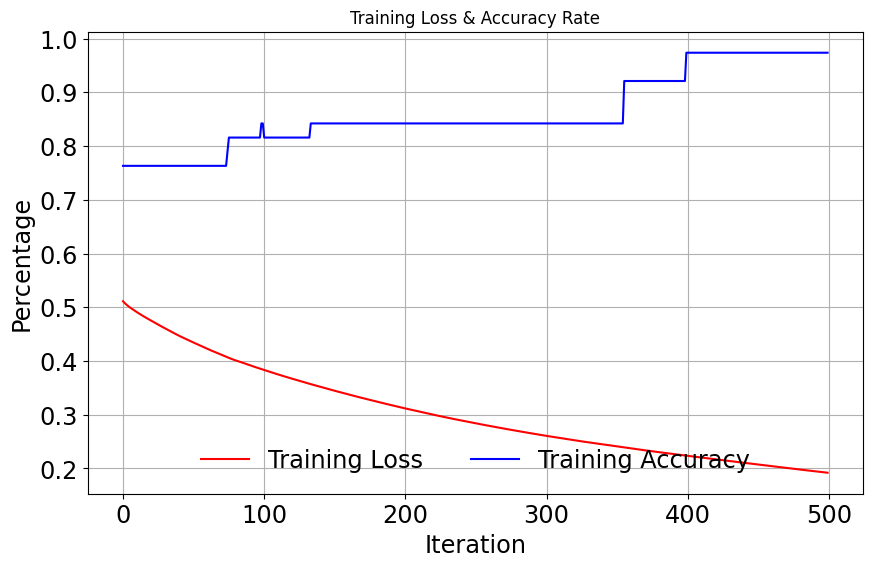 Training Loss & Accuracy Rate
1.0
0.9
0.8
0.7
0.6
0.5
0.4
0.3
0.2
Percentage
Training Loss
Training Accuracy
0 100 200 300 400 500
Iteration